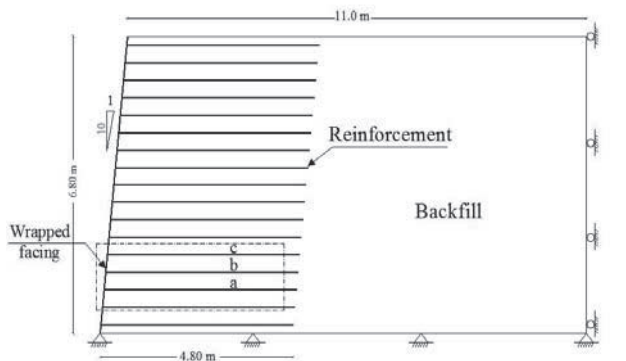 11.0 m
1
10
Reinforcement
6.80 m
Backfill
Wrapped
facing
c
b
a
4.80 m